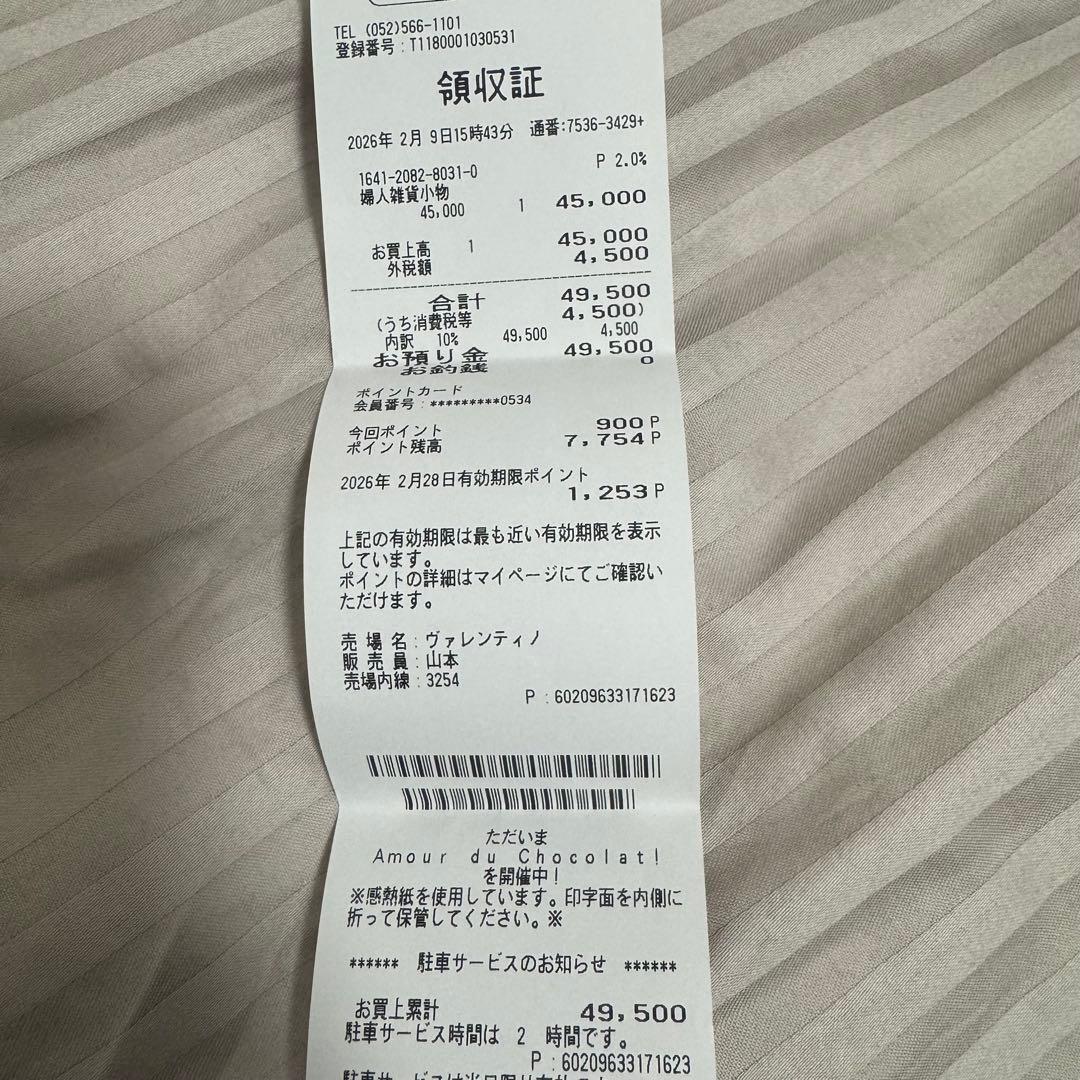 TEL (052)566-1101
登録番号:T1180001030531
領収証
2026年 2月 9日15時43分 通番:7536-3429+
P 2.0%
1641-2082-8031-0
婦人雑貨小物
45,000 1 45,000
お買上高 1 45,000
外税額 4,500
合計 49,500
(うち消費税等 4,500)
内訳 10% 49,500 4,500
お預り金 49,500
お釣銭 0
ポイントカード
会員番号:*********0534
今回ポイント 900P
ポイント残高 7,754P
2026年 2月28日有効期限ポイント
1,253P
上記の有効期限は最も近い有効期限を表示
しています。
ポイントの詳細はマイページにてご確認い
ただけます。
売 場 名:ヴァレンティノ
販 売 員:山本
売場内線:3254
P :60209633171623
ただいま
Amour du Chocolat!
を開催中!
※感熱紙を使用しています。印字面を内側に
折って保管してください。※
****** 駐車サービスのお知らせ ******
お買上累計 49,500
駐車サービス時間は 2 時間です。
P :60209633171623